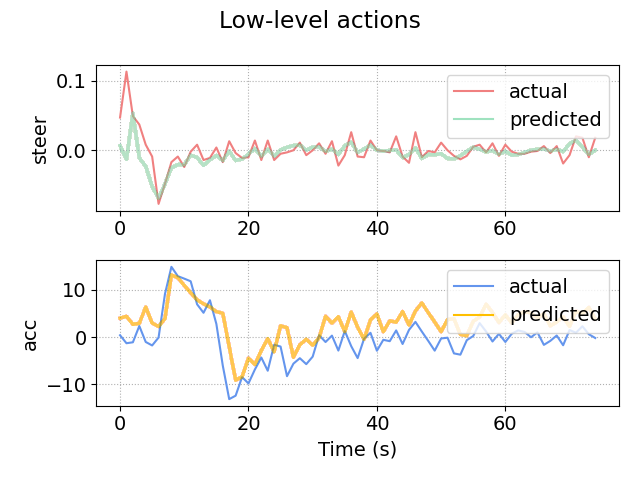 Low-level actions
steer
0.1
0.0
actual
predicted
0 20 40 60
acc
10
0
−10
actual
predicted
0 20 40 60
Time (s)